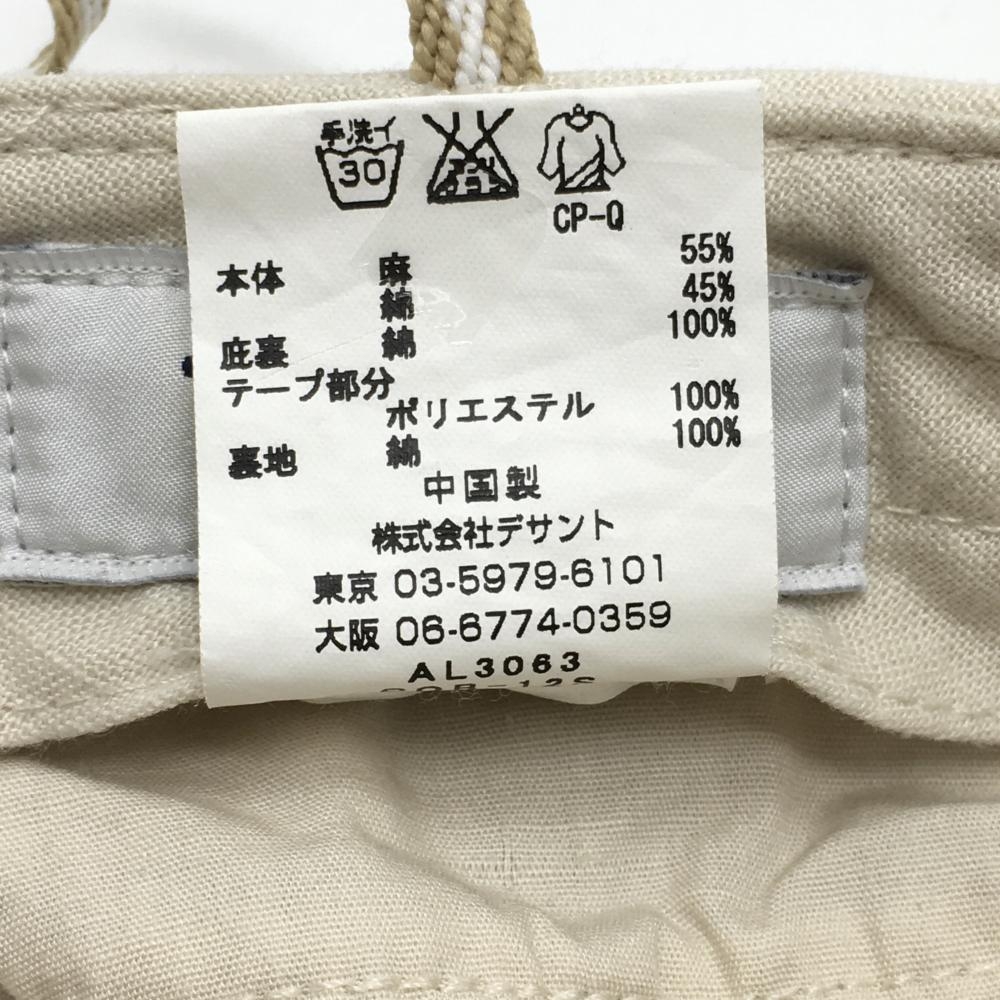 手洗イ
30
CP-Q
本体 麻 55%
綿 45%
庇裏 綿 100%
テープ部分
ポリエステル 100%
裏地 綿 100%
中国製
株式会社デサント
東京 03-5979-6101
大阪 06-6774-0359
AL3063